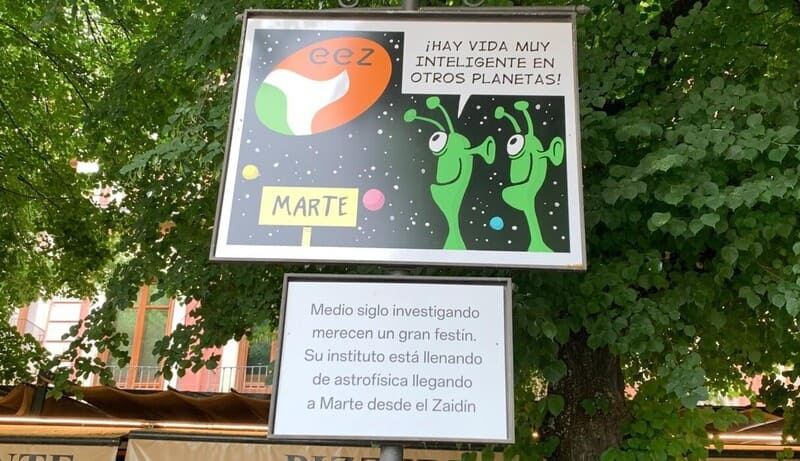 eez
¡HAY VIDA MUY
INTELIGENTE EN
OTROS PLANETAS!
MARTE
Medio siglo investigando
merecen un gran festín.
Su instituto está llenando
de astrofísica llegando
a Marte desde el Zaidín